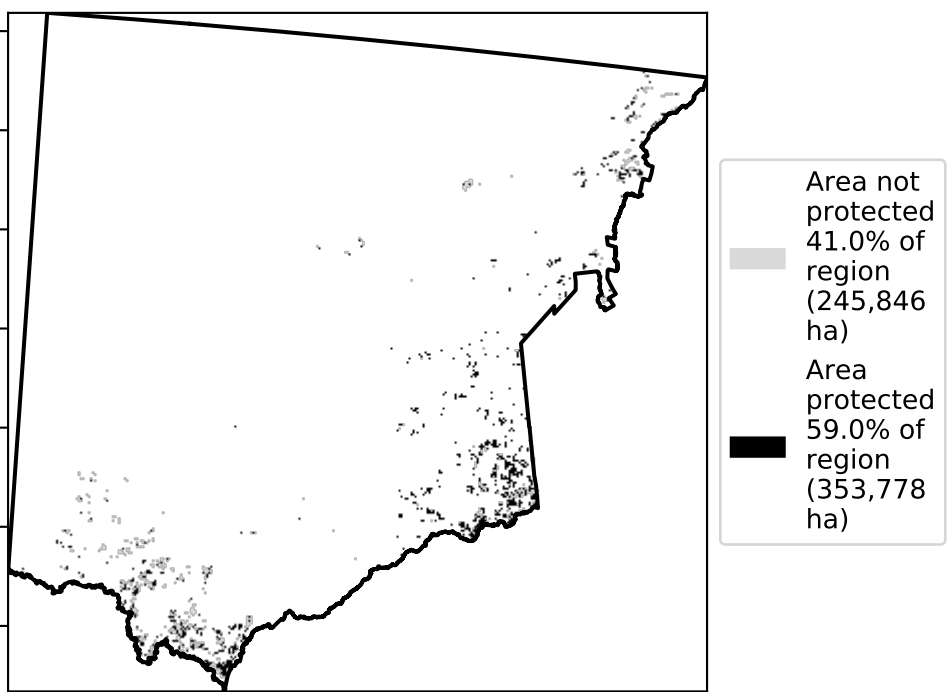 Area not
protected
41.0% of
region
(245,846
ha)
Area
protected
59.0% of
region
(353,778
ha)